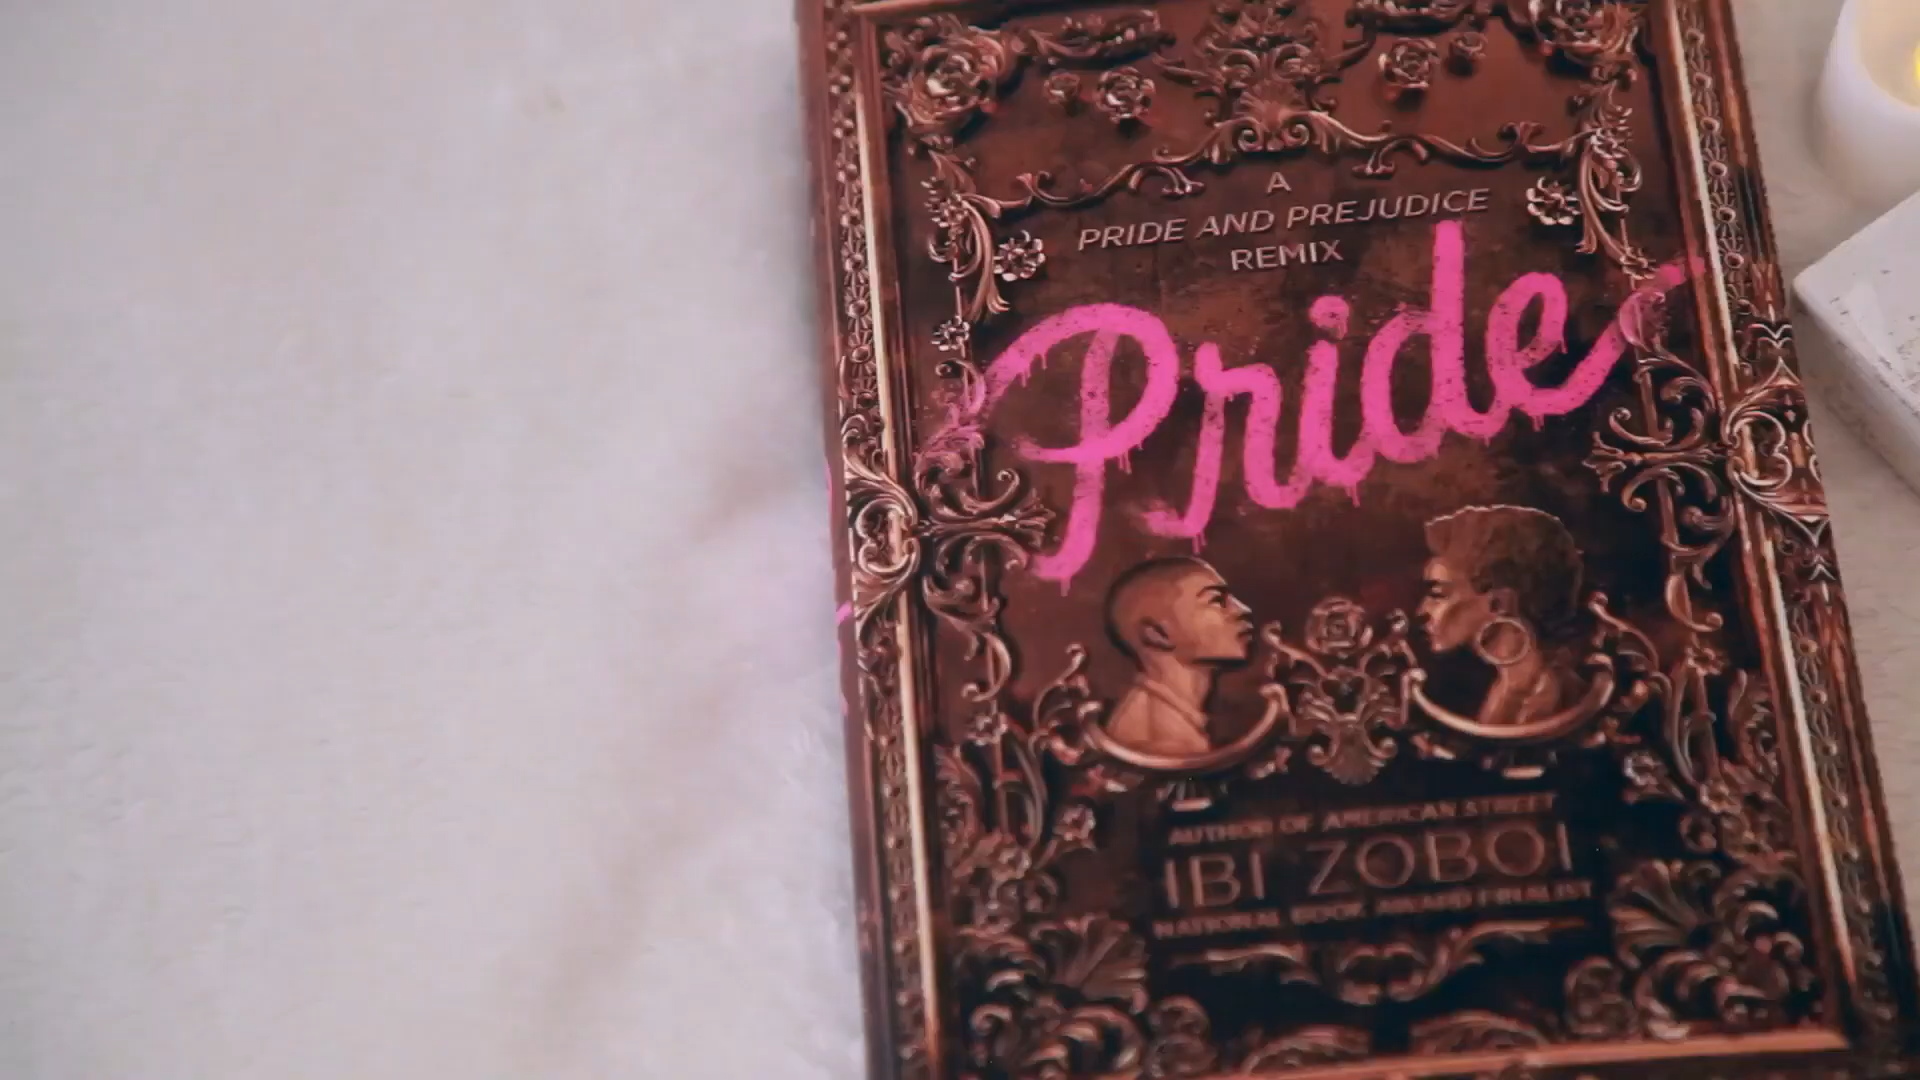 A
PRIDE AND PREJUDICE
REMIX
Pride
AUTHOR OF AMERICAN STREET
IBI ZOBOI
NATIONAL BOOK AWARD FINALIST